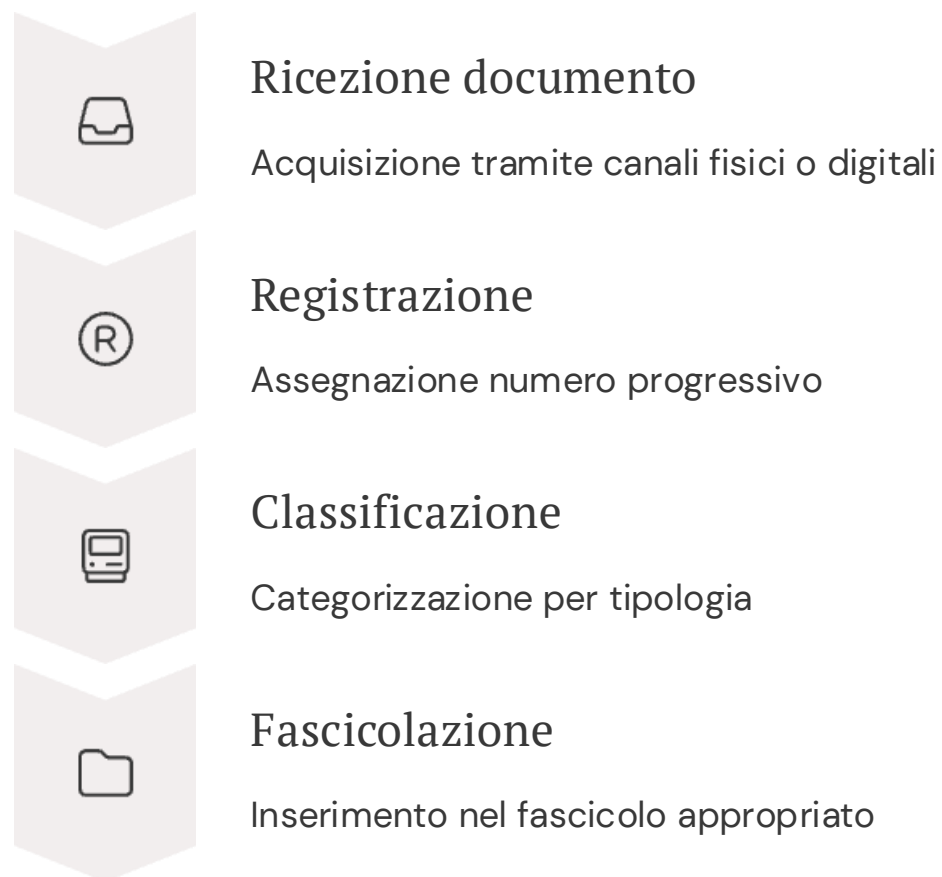 Ricezione documento
Acquisizione tramite canali fisici o digitali
R
Registrazione
Assegnazione numero progressivo
Classificazione
Categorizzazione per tipologia
Fascicolazione
Inserimento nel fascicolo appropriato